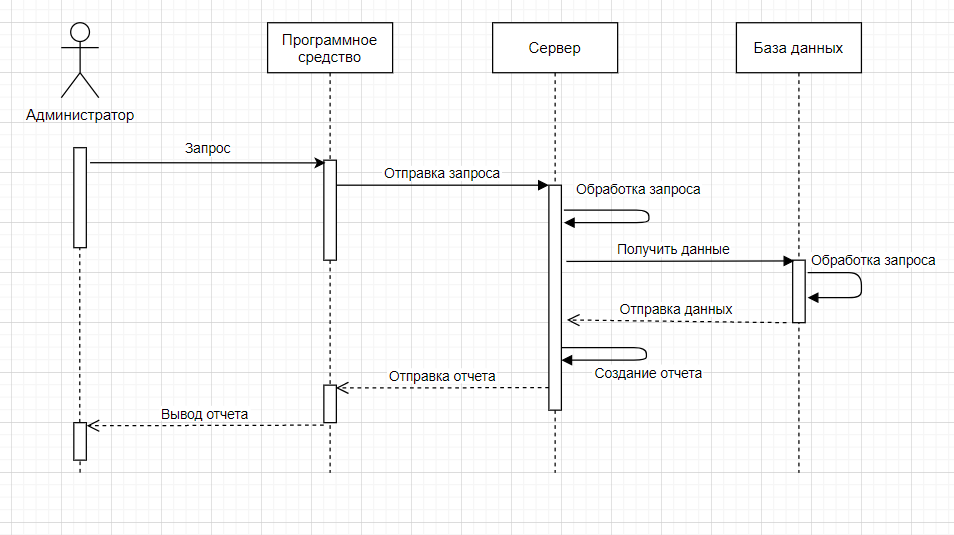 Программное
средство
Сервер
База данных
Администратор
Запрос
Отправка запроса
Обработка запроса
Получить данные
Обработка запроса
Отправка данных
Создание отчета
Отправка отчета
Вывод отчета